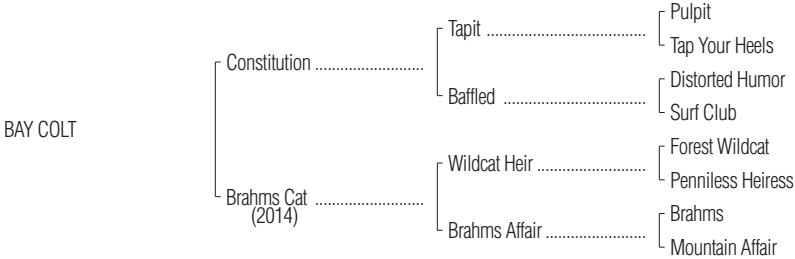 Pulpit
Tapit ......................................
Tap Your Heels
Constitution ..........................
Distorted Humor
Baffled ..................................
Surf Club
BAY COLT
Forest Wildcat
Wildcat Heir ..........................
Penniless Heiress
Brahms Cat ..........................
(2014)
Brahms
Brahms Affair ........................
Mountain Affair